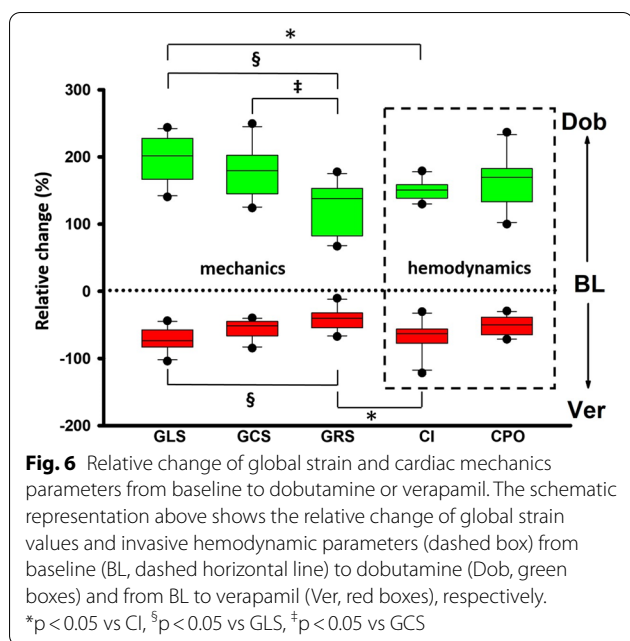 *
§
‡
300
200
100
0
-100
-200
Relative change (%)
mechanics
hemodynamics
Dob
BL
Ver
§
*
GLS GCS GRS CI CPO
Fig. 6 Relative change of global strain and cardiac mechanics
parameters from baseline to dobutamine or verapamil. The schematic
representation above shows the relative change of global strain
values and invasive hemodynamic parameters (dashed box) from
baseline (BL, dashed horizontal line) to dobutamine (Dob, green
boxes) and from BL to verapamil (Ver, red boxes), respectively.
*p < 0.05 vs CI, §p < 0.05 vs GLS, ‡p < 0.05 vs GCS